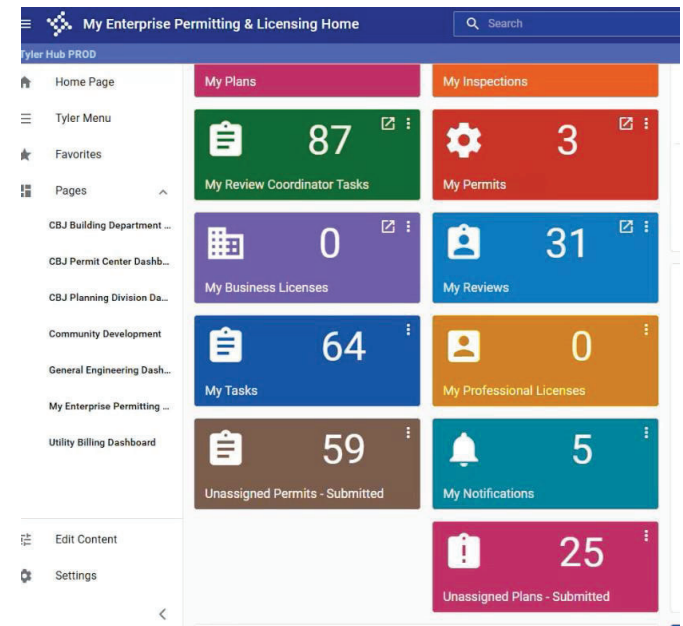 My Enterprise Permitting & Licensing Home
Search
Tyler Hub PROD
Home Page
Tyler Menu
Favorites
Pages
CBJ Building Department ...
CBJ Permit Center Dashb...
CBJ Planning Division Da...
Community Development
General Engineering Dash...
My Enterprise Permitting ...
Utility Billing Dashboard
Edit Content
Settings
My Plans
My Inspections
87
My Review Coordinator Tasks
3
My Permits
0
My Business Licenses
31
My Reviews
64
My Tasks
0
My Professional Licenses
59
Unassigned Permits - Submitted
5
My Notifications
25
Unassigned Plans - Submitted